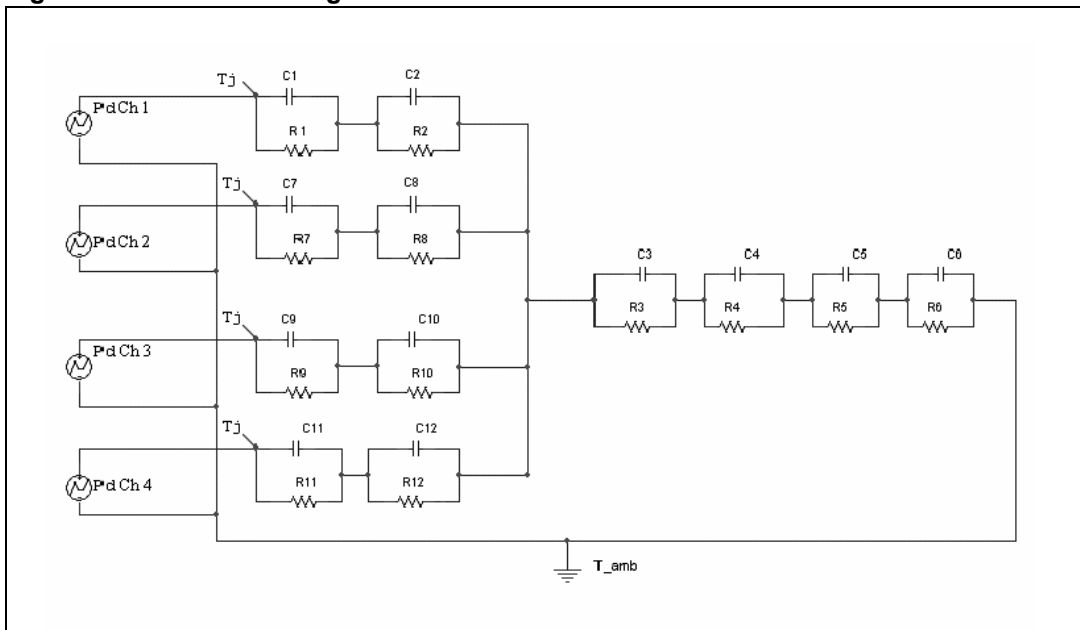 Tj
C1
C2
PdCh1
R1
R2
Tj
C7
C8
PdCh2
R7
R8
C3
C4
C5
C6
R3
R4
R5
R6
Tj
C9
C10
PdCh3
R9
R10
Tj
C11
C12
PdCh4
R11
R12
T_amb